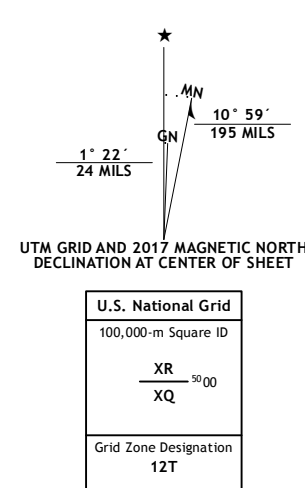 ★
MN
GN
10° 59´
195 MILS
1° 22´
24 MILS
UTM GRID AND 2017 MAGNETIC NORTH
DECLINATION AT CENTER OF SHEET
U.S. National Grid
100,000-m Square ID
XR
5000
XQ
Grid Zone Designation
12T